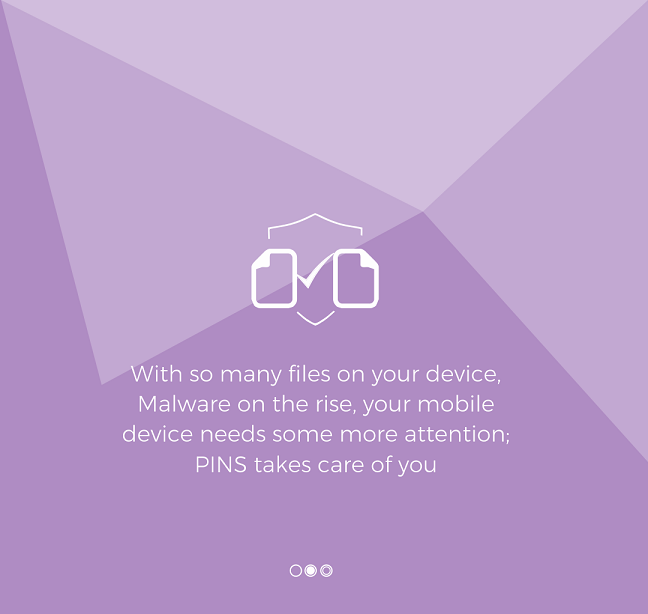 With so many files on your device,
Malware on the rise, your mobile
device needs some more attention;
PINS takes care of you